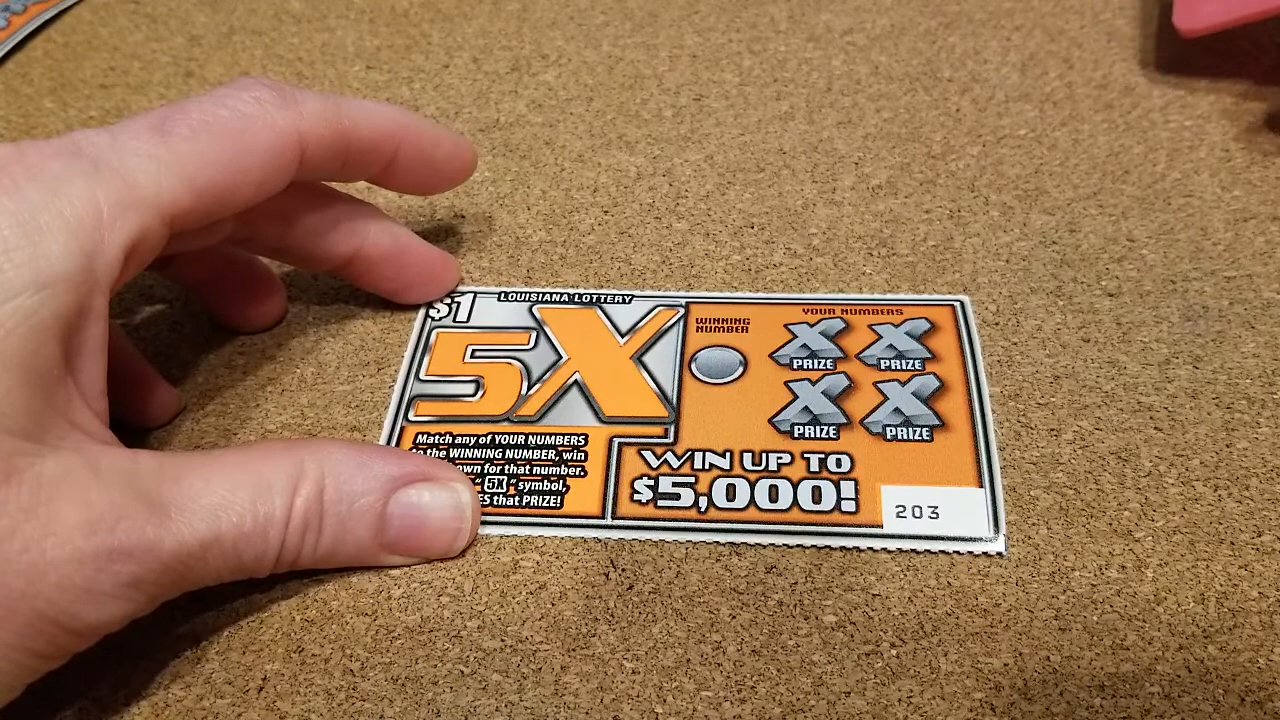 $1
LOUISIANA LOTTERY
5X
Match any of YOUR NUMBERS
the WINNING NUMBER, win
for that number.
" 5X " symbol,
that PRIZE!
WINNING
NUMBER
YOUR NUMBERS
X X
PRIZE PRIZE
X X
PRIZE PRIZE
WIN UP TO
$5,000!
203